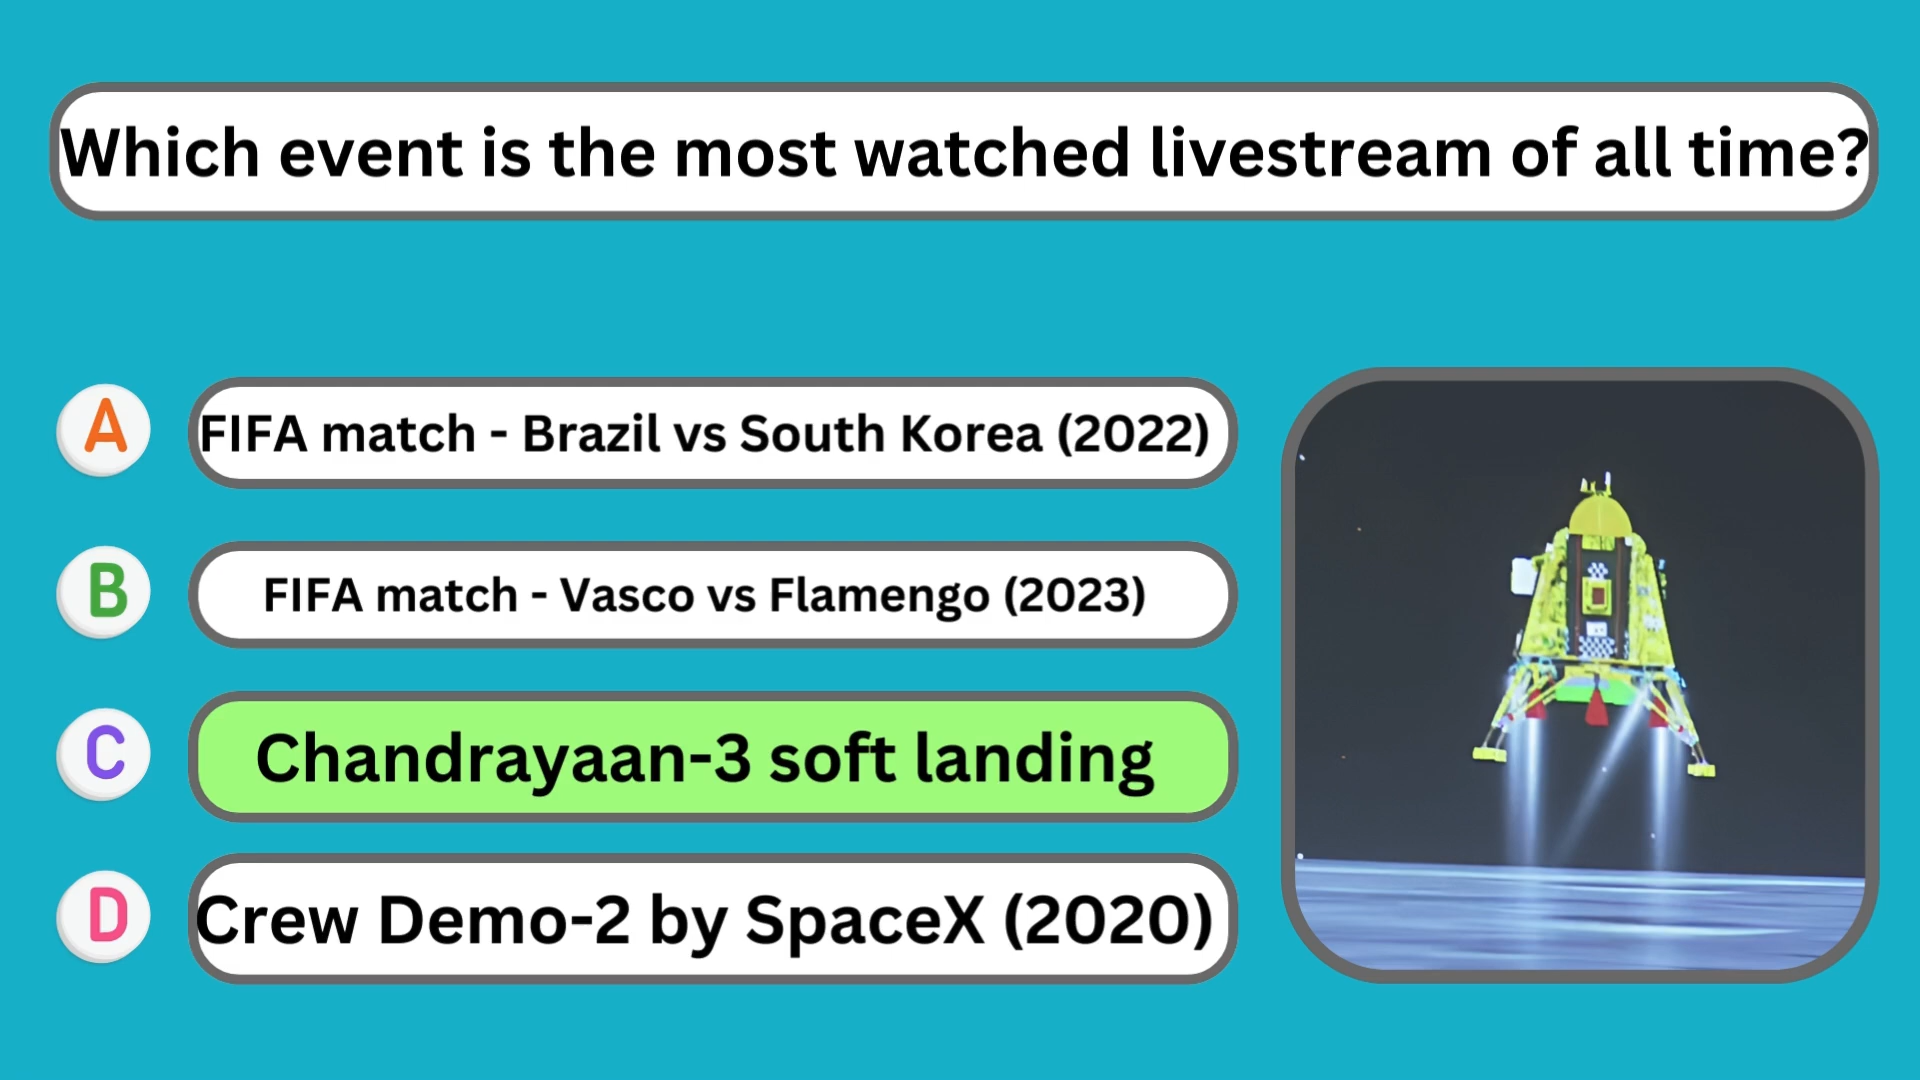 Which event is the most watched livestream of all time?
A FIFA match - Brazil vs South Korea (2022)
B FIFA match - Vasco vs Flamengo (2023)
C Chandrayaan-3 soft landing
D Crew Demo-2 by SpaceX (2020)